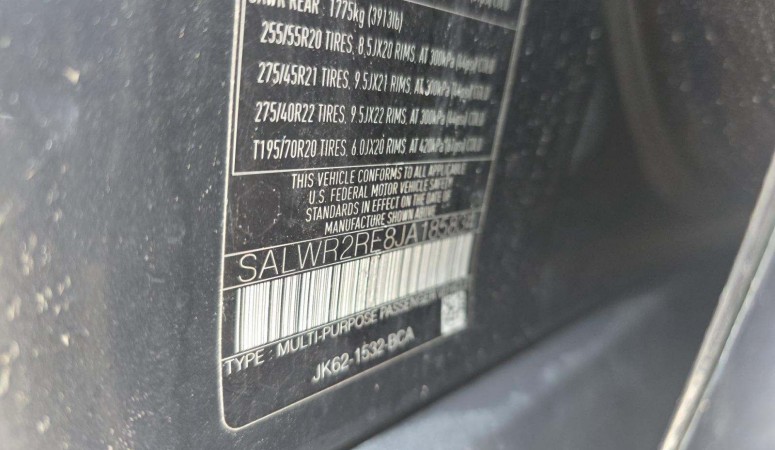 GAWR REAR 1775kg (3913lb)
255/55R20 TIRES, 8.5JX20 RIMS, AT 300kPa
275/45R21 TIRES, 9.5JX21 RIMS, AT 300kPa
275/40R22 TIRES, 9.5JX22 RIMS, AT 300kPa
T195/70R20 TIRES, 6.0JX20 RIMS AT 420kPa
THIS VEHICLE CONFORMS TO ALL APPLICABLE
U.S. FEDERAL MOTOR VEHICLE SAFETY
STANDARDS IN EFFECT ON THE DATE OF
MANUFACTURE SHOWN ABOVE
TYPE : MULTI-PURPOSE PASSENGER
JK62-1532-BCA